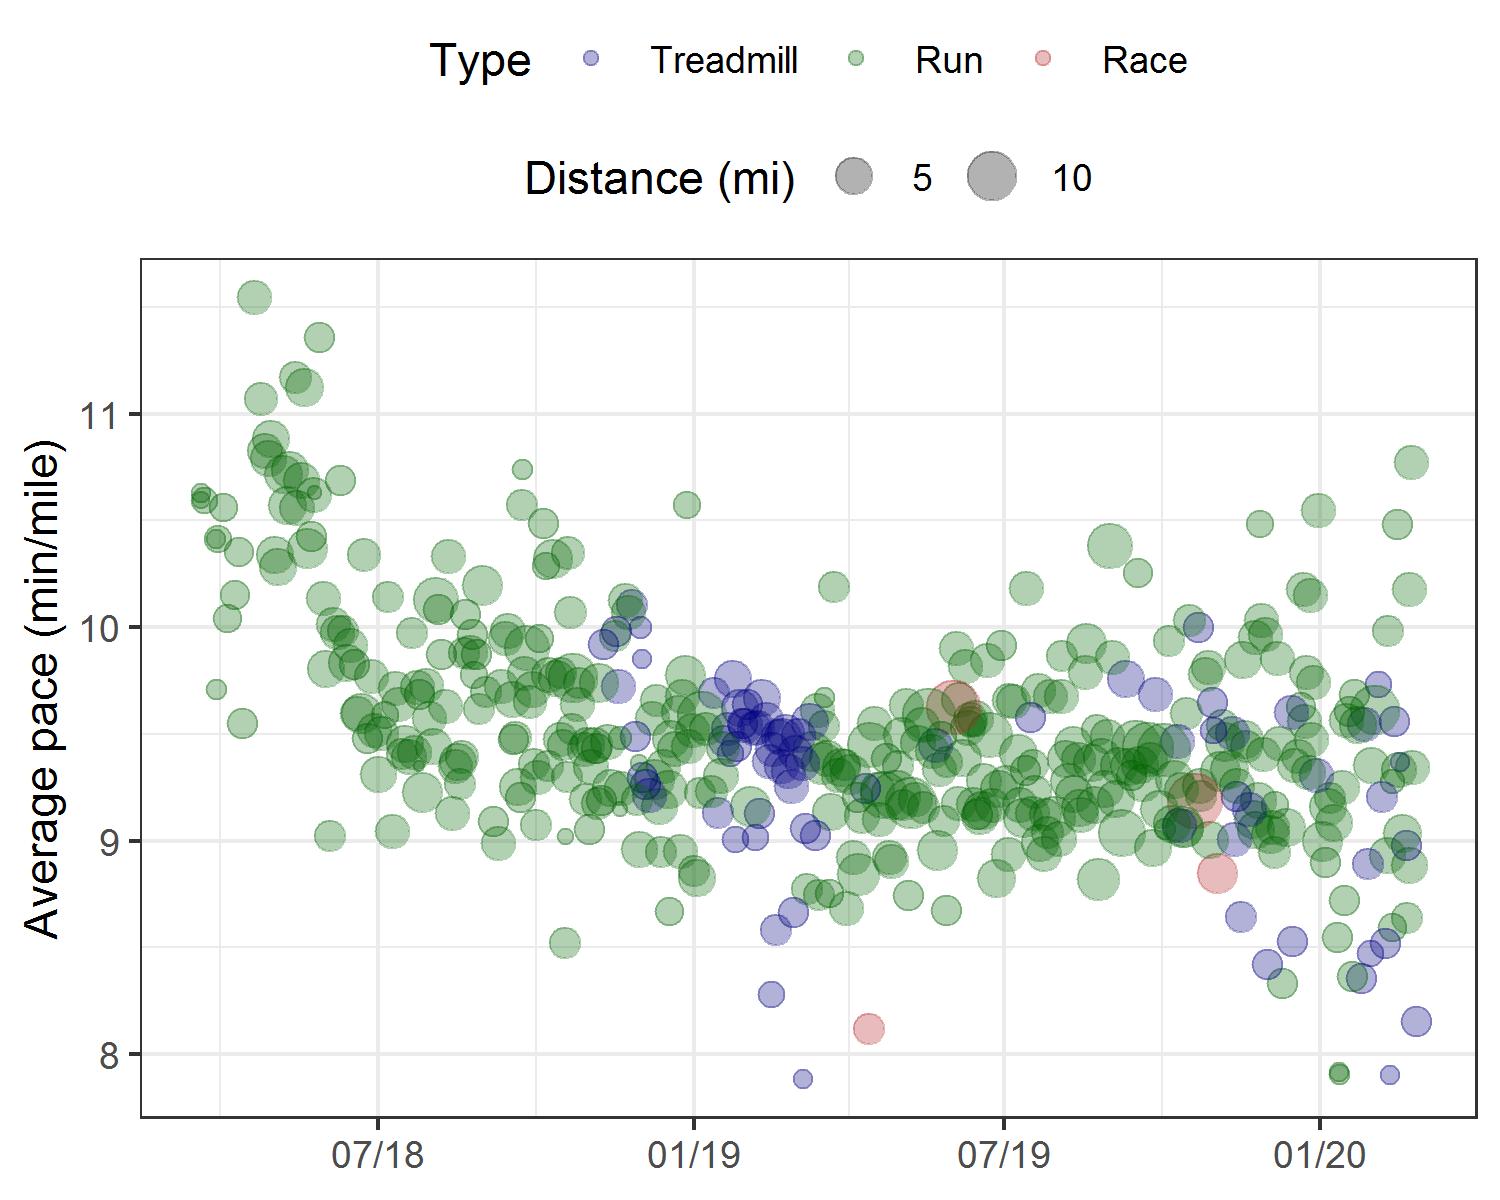 Type Treadmill Run Race
Distance (mi) 5 10
Average pace (min/mile)
11
10
9
8
07/18 01/19 07/19 01/20